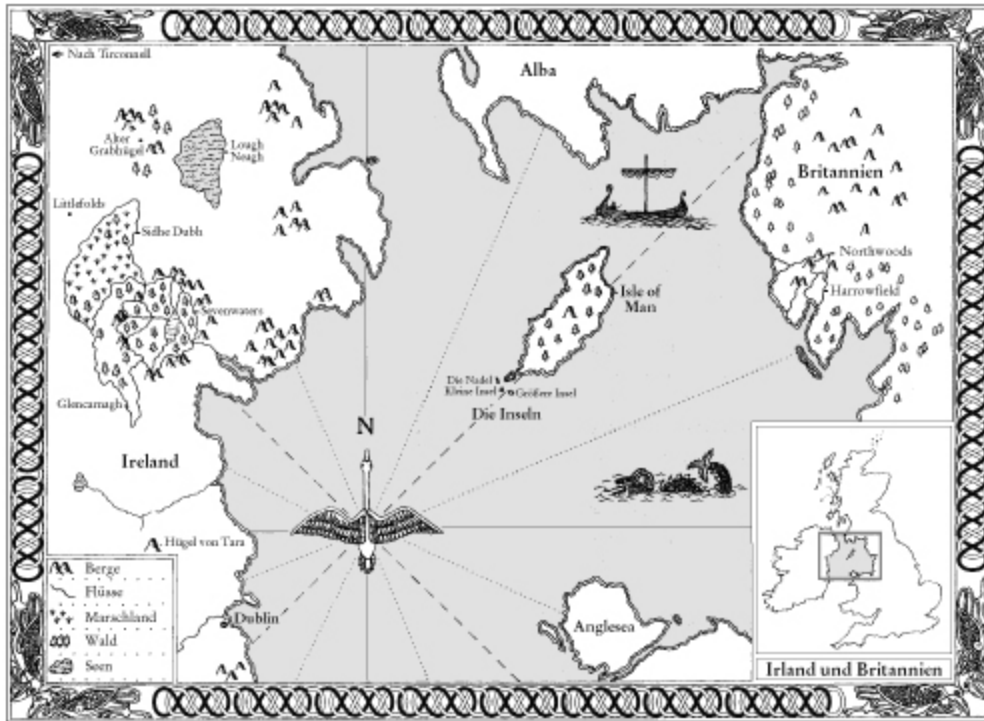 Nach Tirconnell
Alba
Alter
Grabhügel
Lough
Neagh
Britannien
Littlefolds
Sidhe Dubh
Northwoods
Harrowfield
Isle of
Man
Sevenwaters
Die Nadel
Kleine Insel
Größere Insel
Die Inseln
Glencarnagh
N
Ireland
Hügel von Tara
Berge
Flüsse
Marschland
Wald
Seen
Dublin
Anglesea
Irland und Britannien